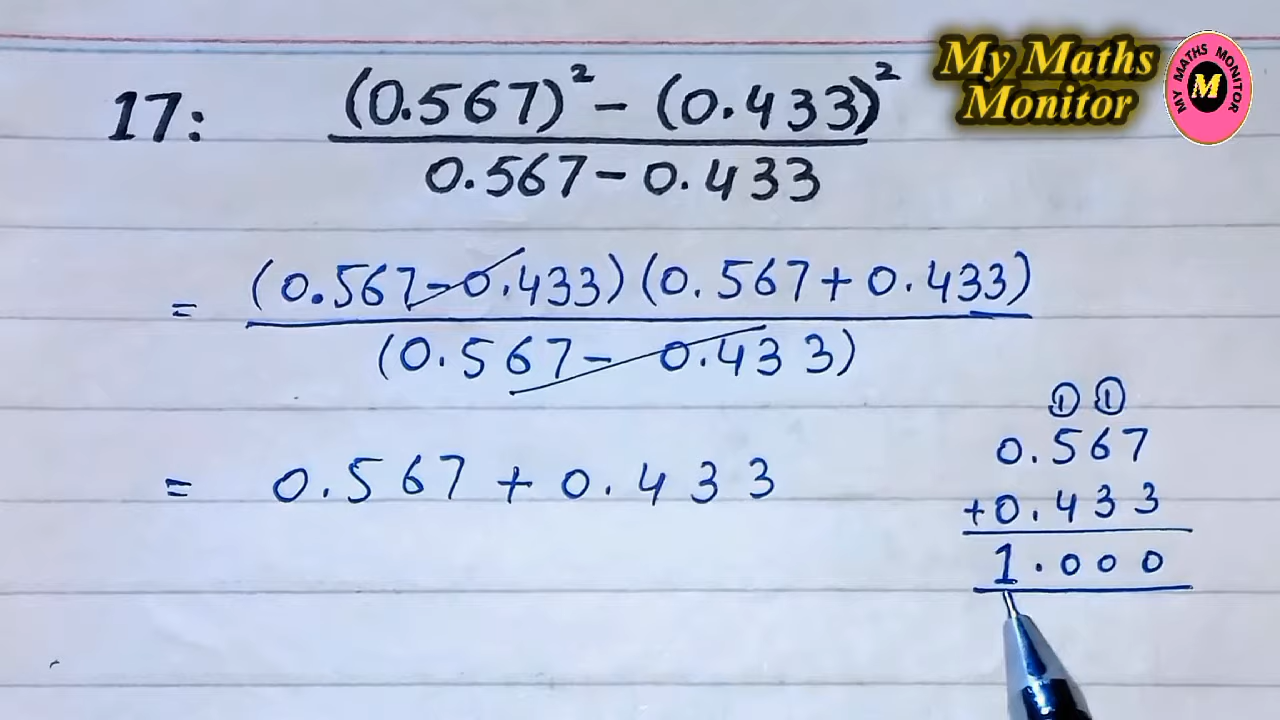 My Maths
Monitor
MY MATHS MONITOR
M
17: (0.567)² - (0.433)²
0.567 - 0.433
= (0.567 - 0.433)(0.567 + 0.433)
(0.567 - 0.433)
= 0.567 + 0.433
① ①
0.567
+0.433
1.000